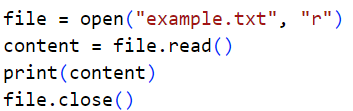 file = open("example.txt", "r")
content = file.read()
print(content)
file.close()